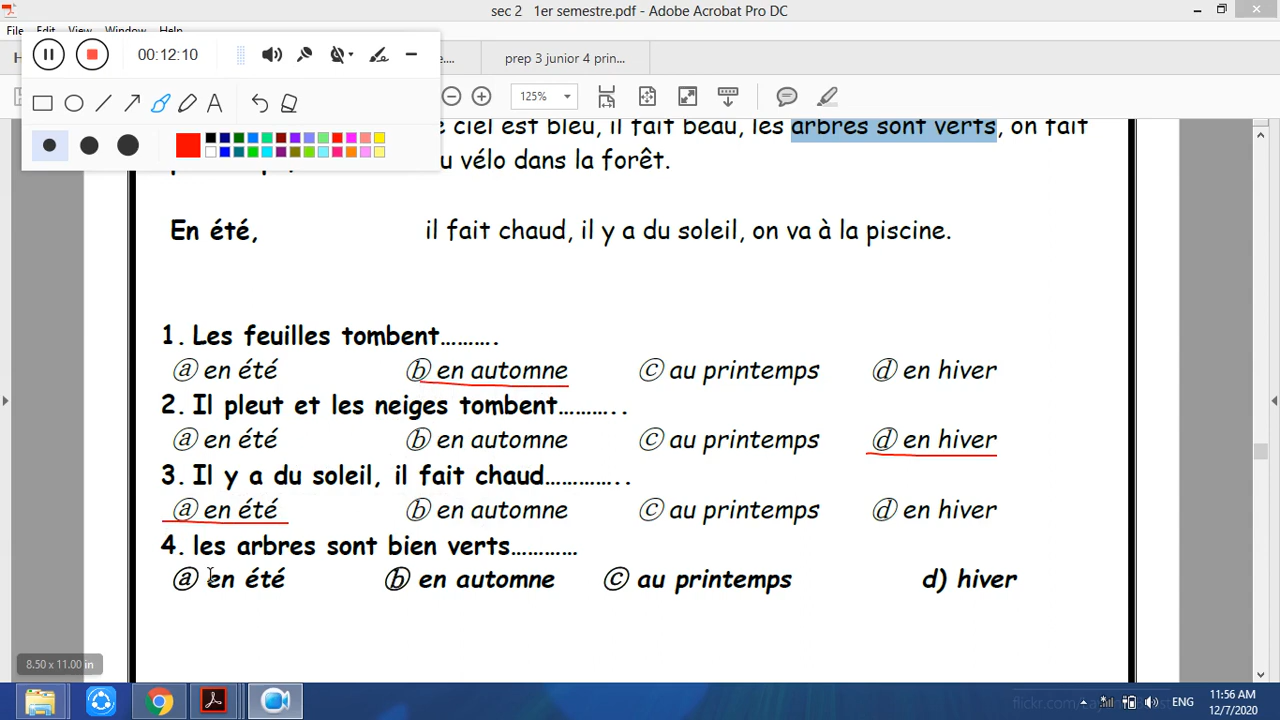 sec 2 1er semestre.pdf - Adobe Acrobat Pro DC
File Edit View Window Help
00:12:10
e.... prep 3 junior 4 prin...
125%
A
e ciel est bleu, il fait beau, les arbres sont verts, on fait
u vélo dans la forêt.
En été, il fait chaud, il y a du soleil, on va à la piscine.
1. Les feuilles tombent……….
ⓐ en été ⓑ en automne ⓒ au printemps ⓓ en hiver
2. Il pleut et les neiges tombent………..
ⓐ en été ⓑ en automne ⓒ au printemps ⓓ en hiver
3. Il y a du soleil, il fait chaud…………..
ⓐ en été ⓑ en automne ⓒ au printemps ⓓ en hiver
4. les arbres sont bien verts…………
ⓐ en été ⓑ en automne ⓒ au printemps d) hiver
8.50 x 11.00 in
ENG
11:56 AM
12/7/2020